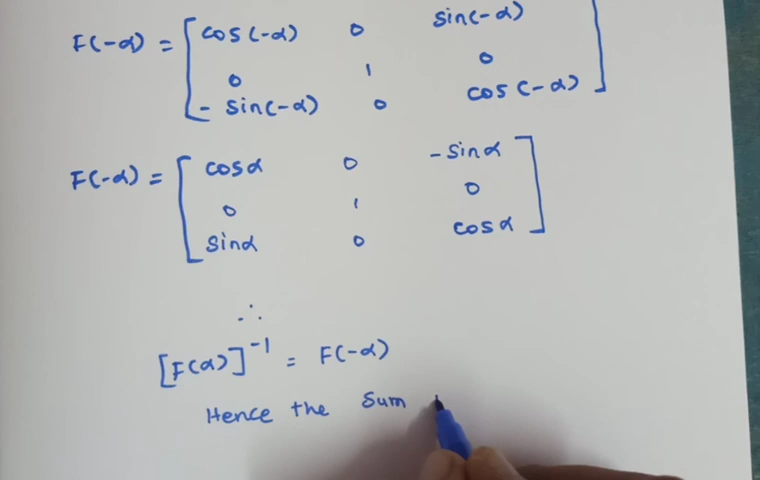 F(-α) = [ cos(-α) 0 sin(-α)
0 1 0
- sin(-α) 0 cos(-α) ]
F(-α) = [ cosα 0 -sinα
0 1 0
sinα 0 cosα ]
∴
[F(α)]⁻¹ = F(-α)
Hence the sum